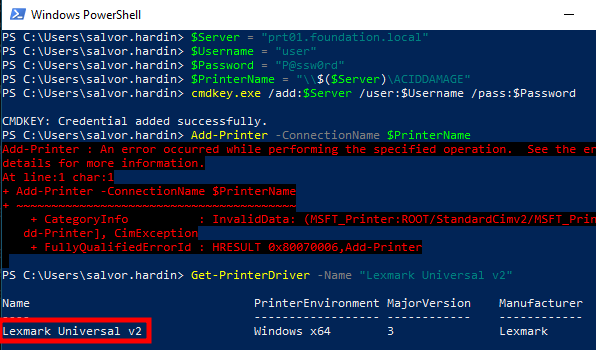 Windows PowerShell
PS C:\Users\salvor.hardin> $Server = "prt01.foundation.local"
PS C:\Users\salvor.hardin> $Username = "user"
PS C:\Users\salvor.hardin> $Password = "P@ssw0rd"
PS C:\Users\salvor.hardin> $PrinterName = "\\$($Server)\ACIDDAMAGE"
PS C:\Users\salvor.hardin> cmdkey.exe /add:$Server /user:$Username /pass:$Password
CMDKEY: Credential added successfully.
PS C:\Users\salvor.hardin> Add-Printer -ConnectionName $PrinterName
Add-Printer : An error occurred while performing the specified operation.  See the er
details for more information.
At line:1 char:1
+ Add-Printer -ConnectionName $PrinterName
+ ~~~~~~~~~~~~~~~~~~~~~~~~~~~~~~~~~~~~~~~~
    + CategoryInfo          : InvalidData: (MSFT_Printer:ROOT/StandardCimv2/MSFT_Prin
   dd-Printer], CimException
    + FullyQualifiedErrorId : HRESULT 0x80070006,Add-Printer
PS C:\Users\salvor.hardin> Get-PrinterDriver -Name "Lexmark Universal v2"
Name                                PrinterEnvironment MajorVersion    Manufacturer
----                                ------------------ ------------    ------------
Lexmark Universal v2                Windows x64        3               Lexmark